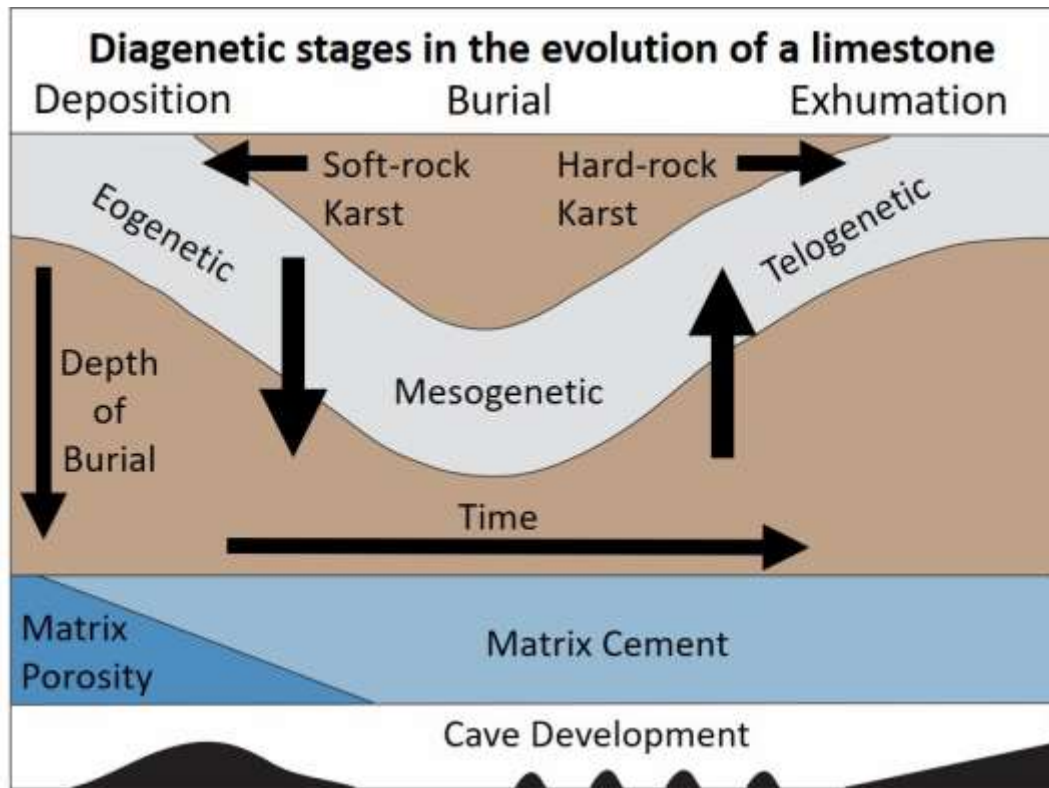 Diagenetic stages in the evolution of a limestone
Deposition Burial Exhumation
Soft-rock
Karst
Hard-rock
Karst
Eogenetic
Telogenetic
Mesogenetic
Depth
of
Burial
Time
Matrix
Porosity
Matrix Cement
Cave Development